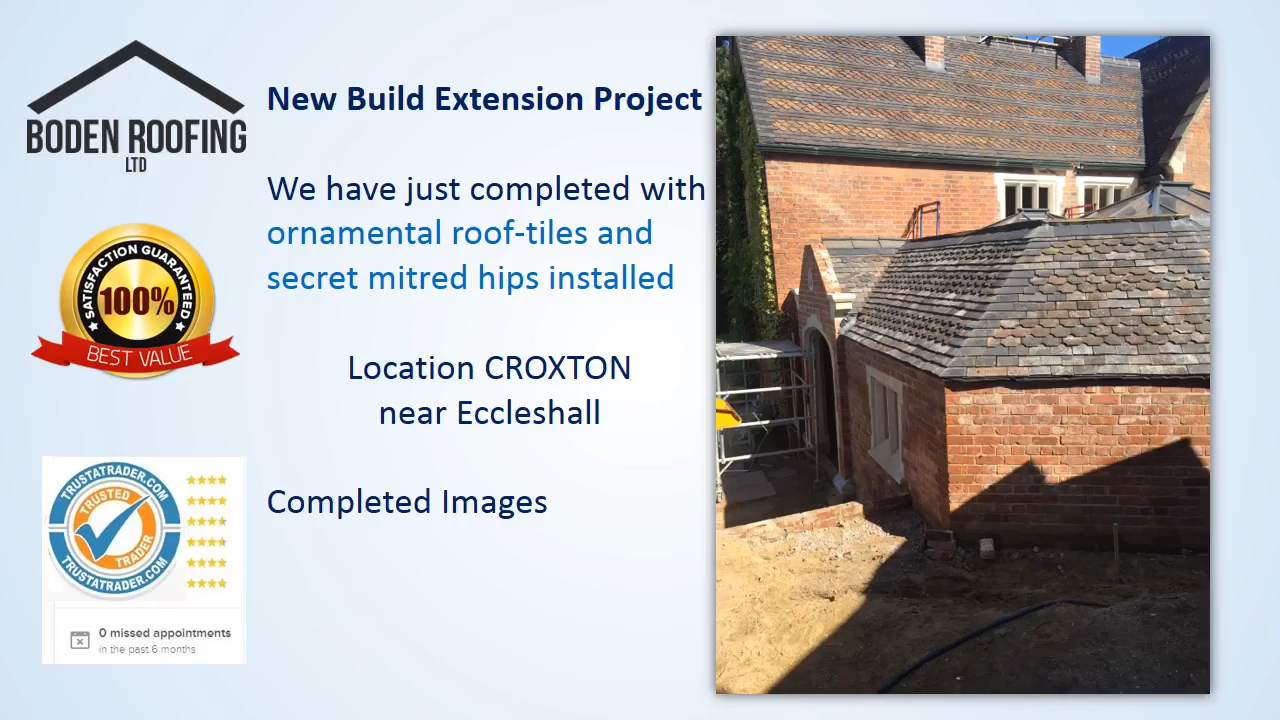 BODEN ROOFING
LTD
SATISFACTION GUARANTEED
100%
BEST VALUE
TRUSTATRADER.COM
TRUSTED
TRADER
TRUSTATRADER.COM
0 missed appointments
in the past 6 months
New Build Extension Project
We have just completed with
ornamental roof-tiles and
secret mitred hips installed
Location CROXTON
near Eccleshall
Completed Images